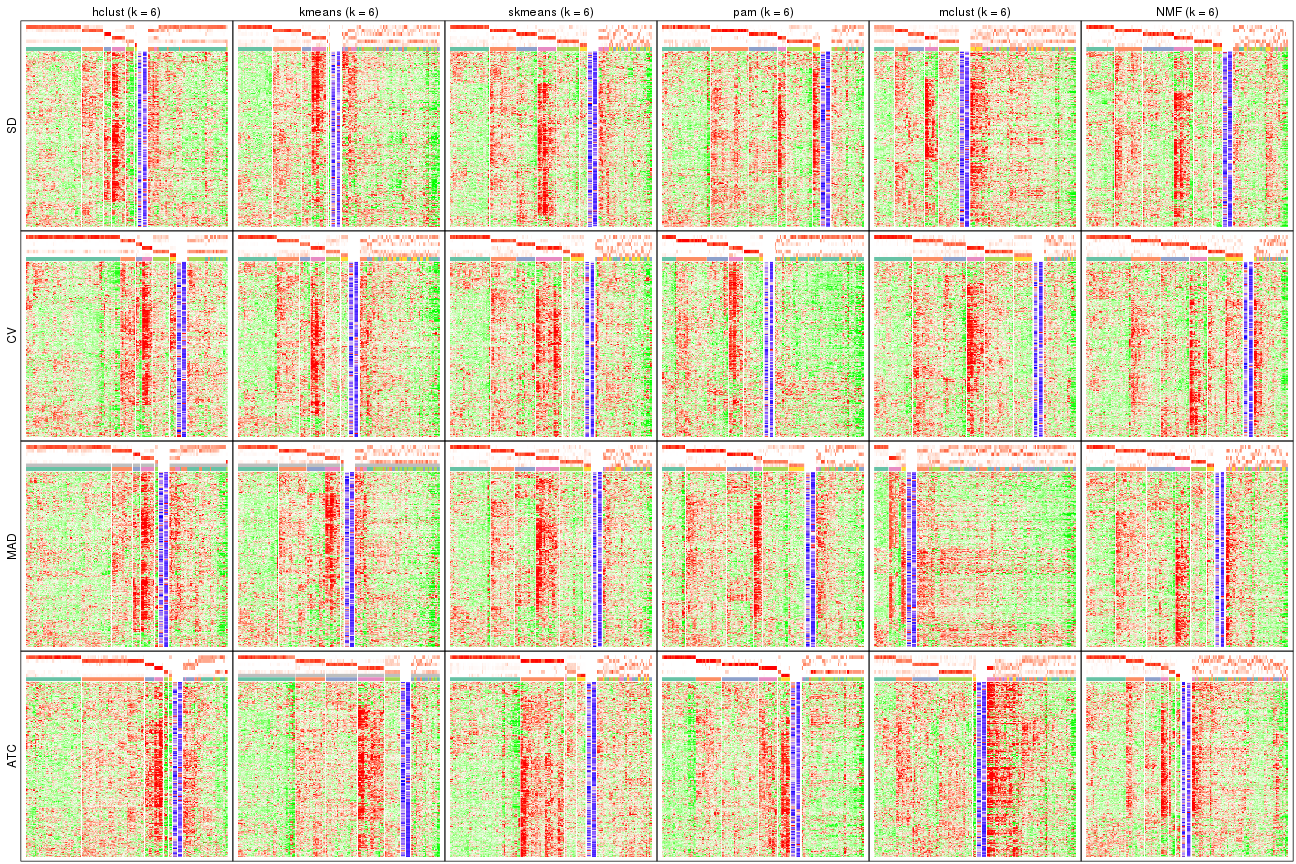 hclust (k = 6) kmeans (k = 6) skmeans (k = 6) pam (k = 6) mclust (k = 6) NMF (k = 6)
SD
CV
MAD
ATC